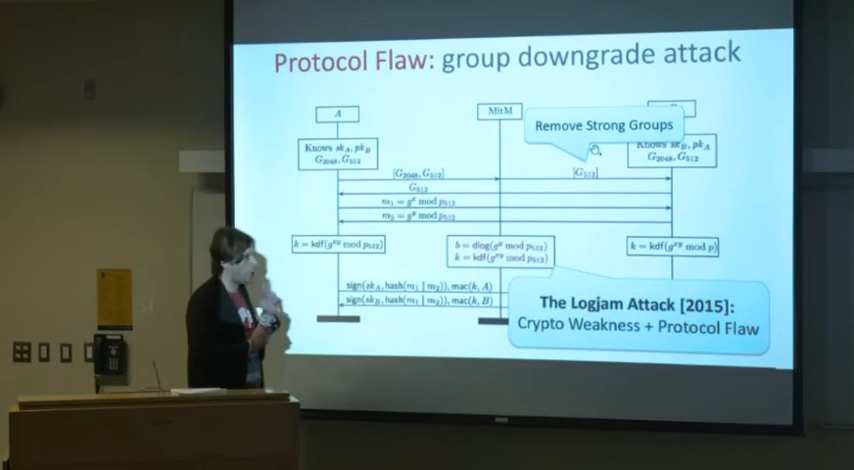 Protocol Flaw: group downgrade attack
A
MitM
Remove Strong Groups
Knows sk_A, pk_B
G_2048, G_512
Knows sk_B, pk_A
G_2048, G_512
[G_2048, G_512]
[G_512]
G_512
m_1 = g^x mod p_512
m_2 = g^y mod p_512
k = kdf(g^xy mod p_512)
b = dlog(g^y mod p_512)
k = kdf(g^xy mod p_512)
k = kdf(g^xy mod p)
sign(sk_A, hash(m_1 | m_2)), mac(k, A)
sign(sk_B, hash(m_1 | m_2)), mac(k, B)
The Logjam Attack [2015]:
Crypto Weakness + Protocol Flaw